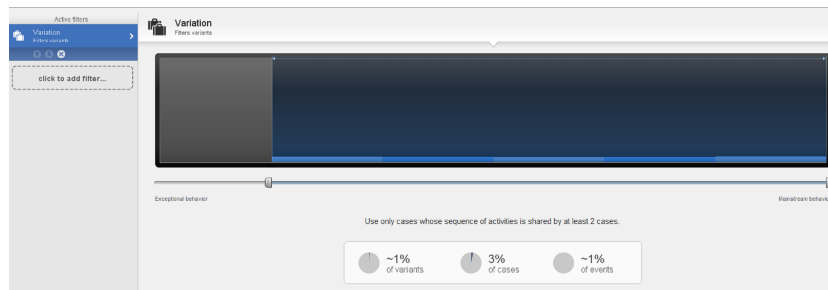 Active filters
Variation
Filters variants
click to add filter...
Variation
Filters variants
Exceptional behavior
Mainstream behavio
Use only cases whose sequence of activities is shared by at least 2 cases.
~1%
of variants
3%
of cases
~1%
of events